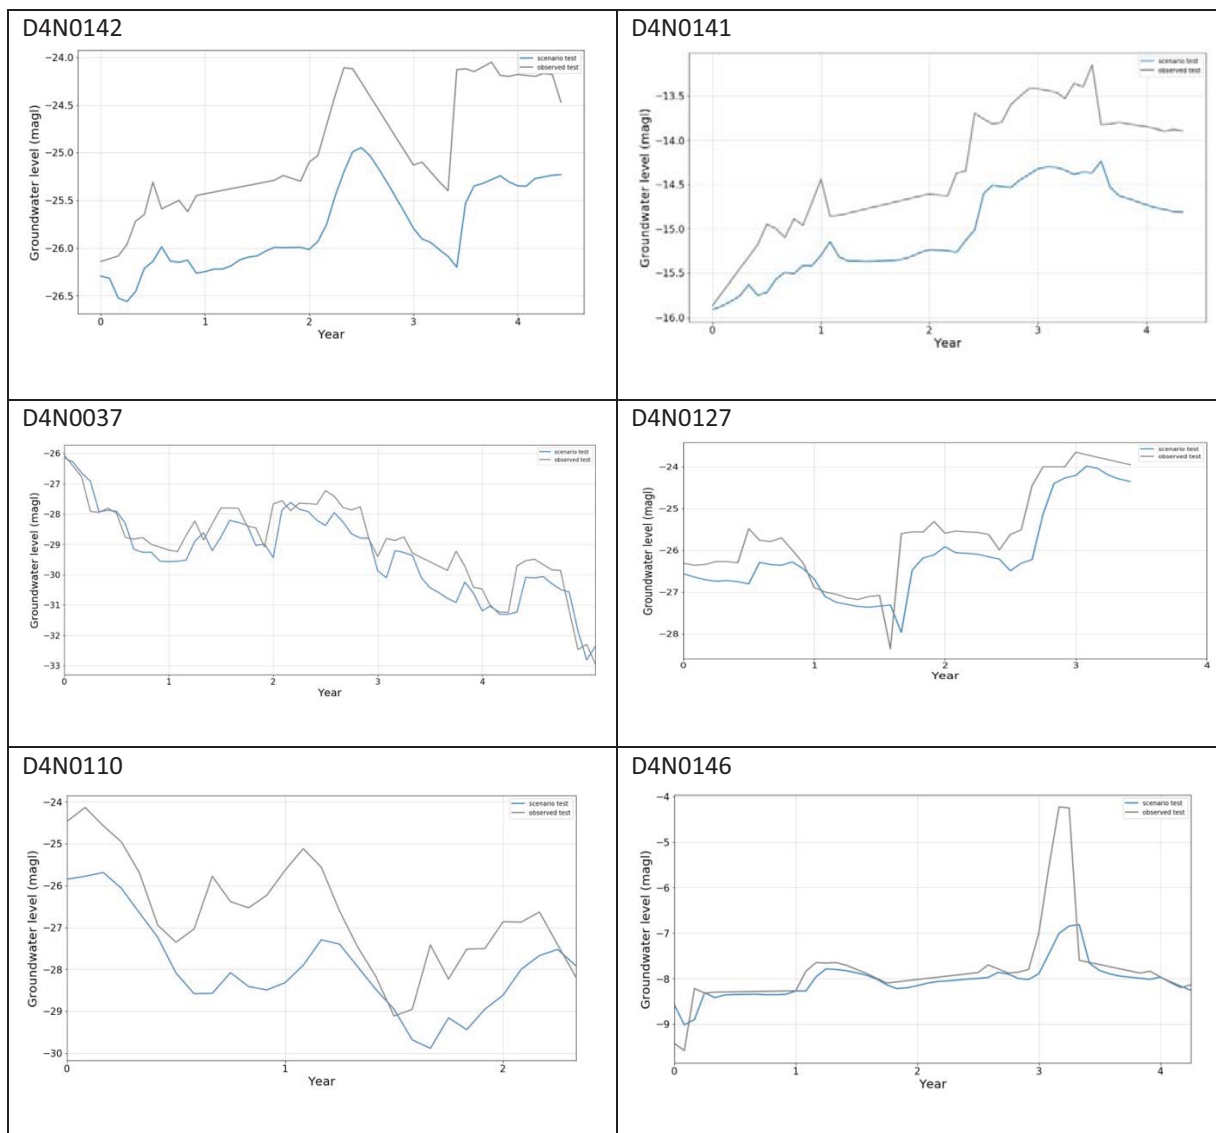 D4N0142
scenario test
observed test
−24.0
−24.5
−25.0
−25.5
−26.0
−26.5
Groundwater level (magl)
0 1 2 3 4
Year
D4N0141
scenario test
observed test
−13.5
−14.0
−14.5
−15.0
−15.5
−16.0
Groundwater level (magl)
0 1 2 3 4
Year
D4N0037
scenario test
observed test
−26
−27
−28
−29
−30
−31
−32
−33
Groundwater level (magl)
0 1 2 3 4
Year
D4N0127
scenario test
observed test
−24
−25
−26
−27
−28
Groundwater level (magl)
0 1 2 3 4
Year
D4N0110
scenario test
observed test
−24
−25
−26
−27
−28
−29
−30
Groundwater level (magl)
0 1 2
Year
D4N0146
scenario test
observed test
−4
−5
−6
−7
−8
−9
Groundwater level (magl)
0 1 2 3 4
Year